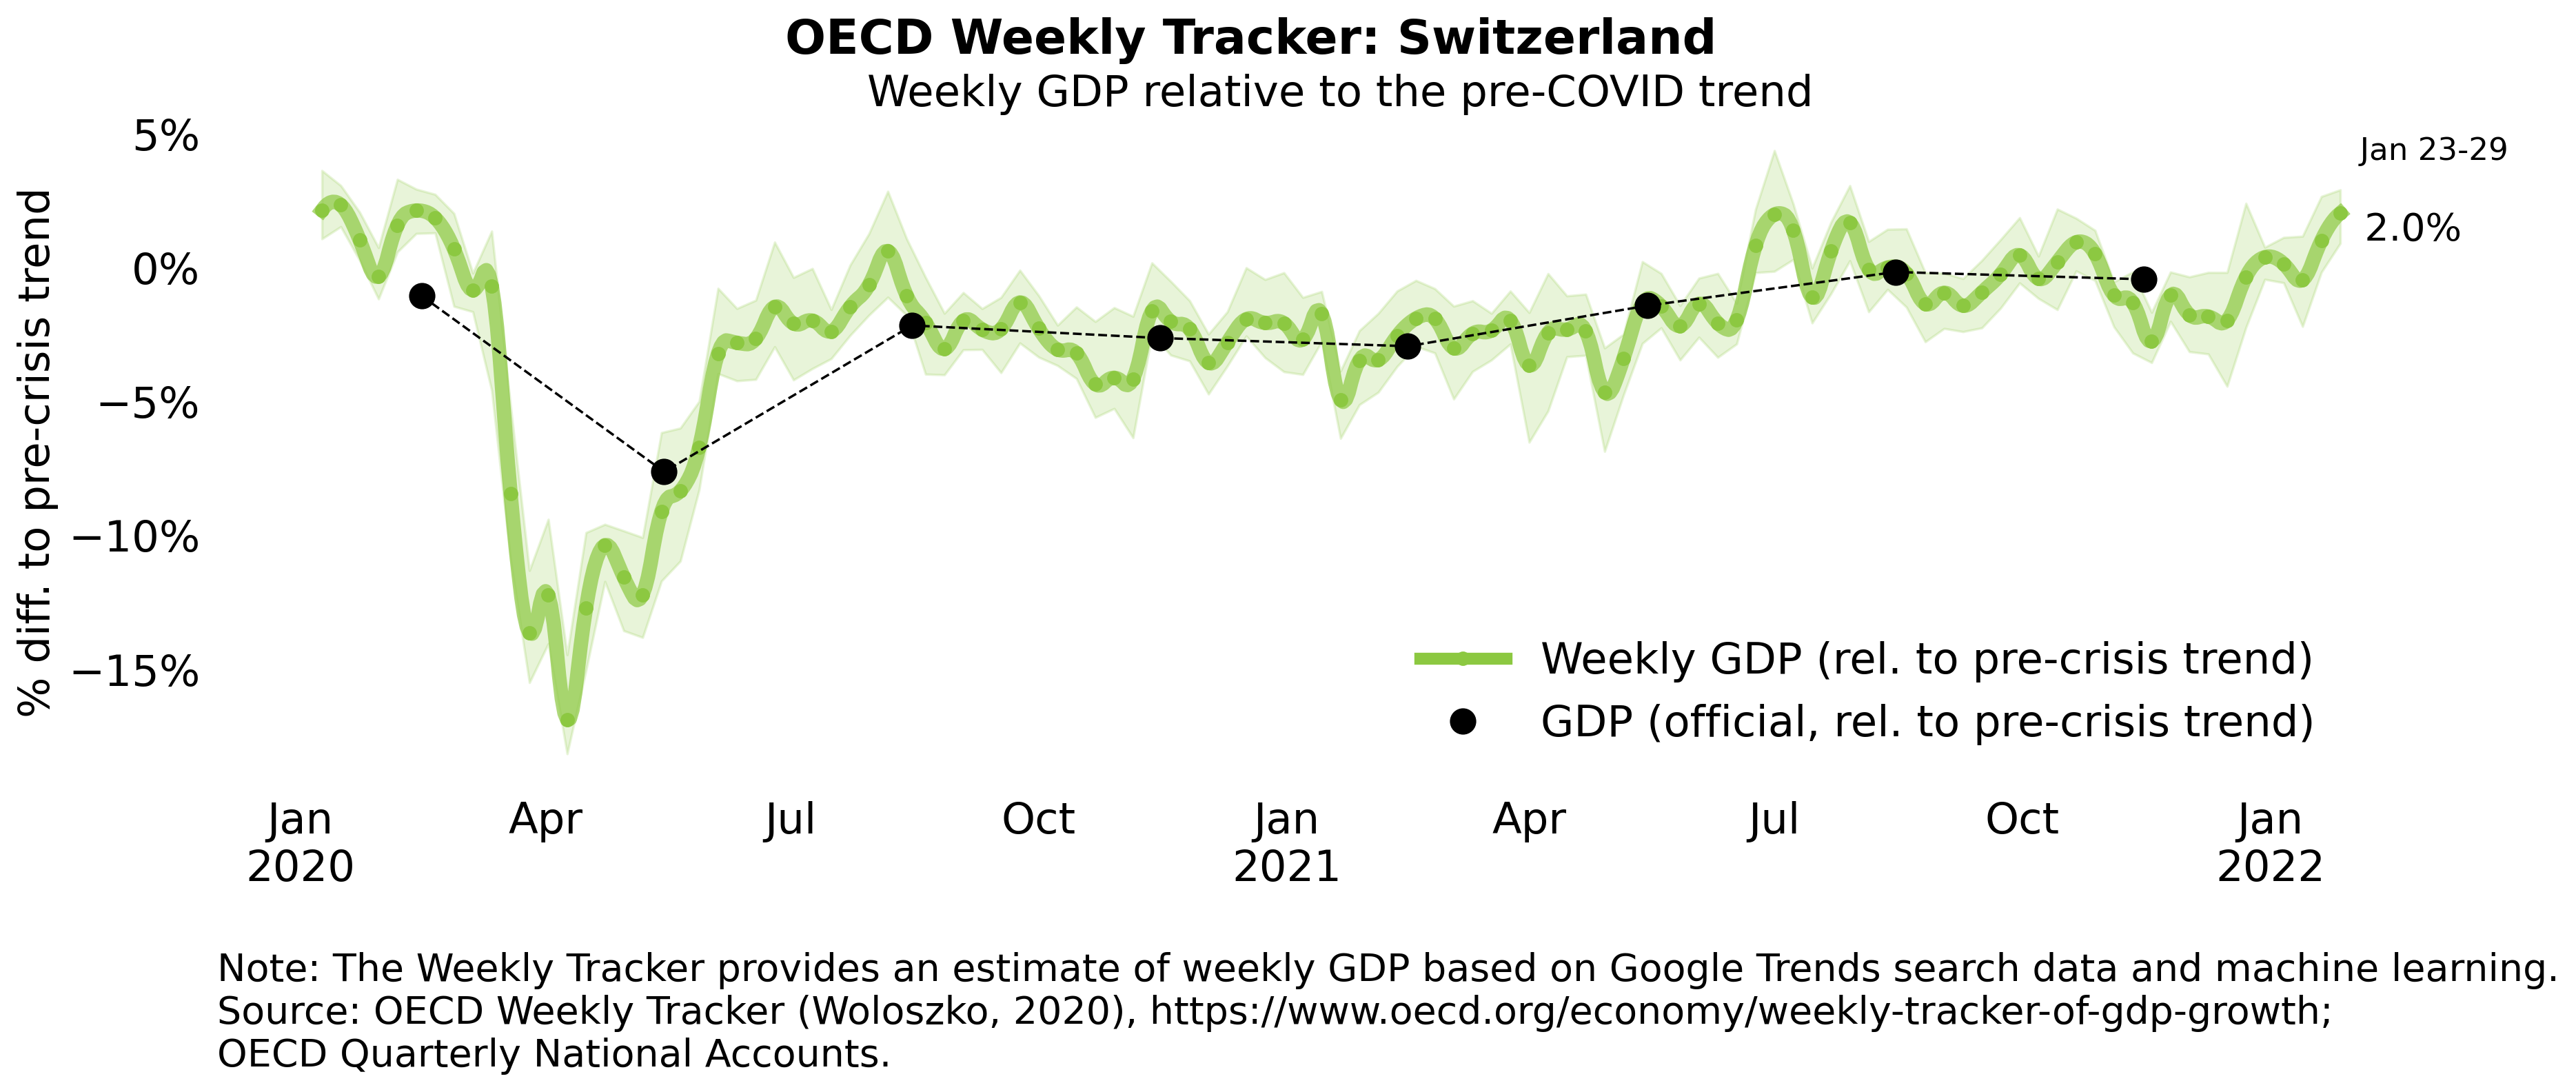 OECD Weekly Tracker: Switzerland
Weekly GDP relative to the pre-COVID trend
% diff. to pre-crisis trend
5%
0%
−5%
−10%
−15%
Jan 23-29
2.0%
Weekly GDP (rel. to pre-crisis trend)
GDP (official, rel. to pre-crisis trend)
Jan Apr Jul Oct Jan Apr Jul Oct Jan
2020 2021 2022
Note: The Weekly Tracker provides an estimate of weekly GDP based on Google Trends search data and machine learning.
Source: OECD Weekly Tracker (Woloszko, 2020), https://www.oecd.org/economy/weekly-tracker-of-gdp-growth;
OECD Quarterly National Accounts.